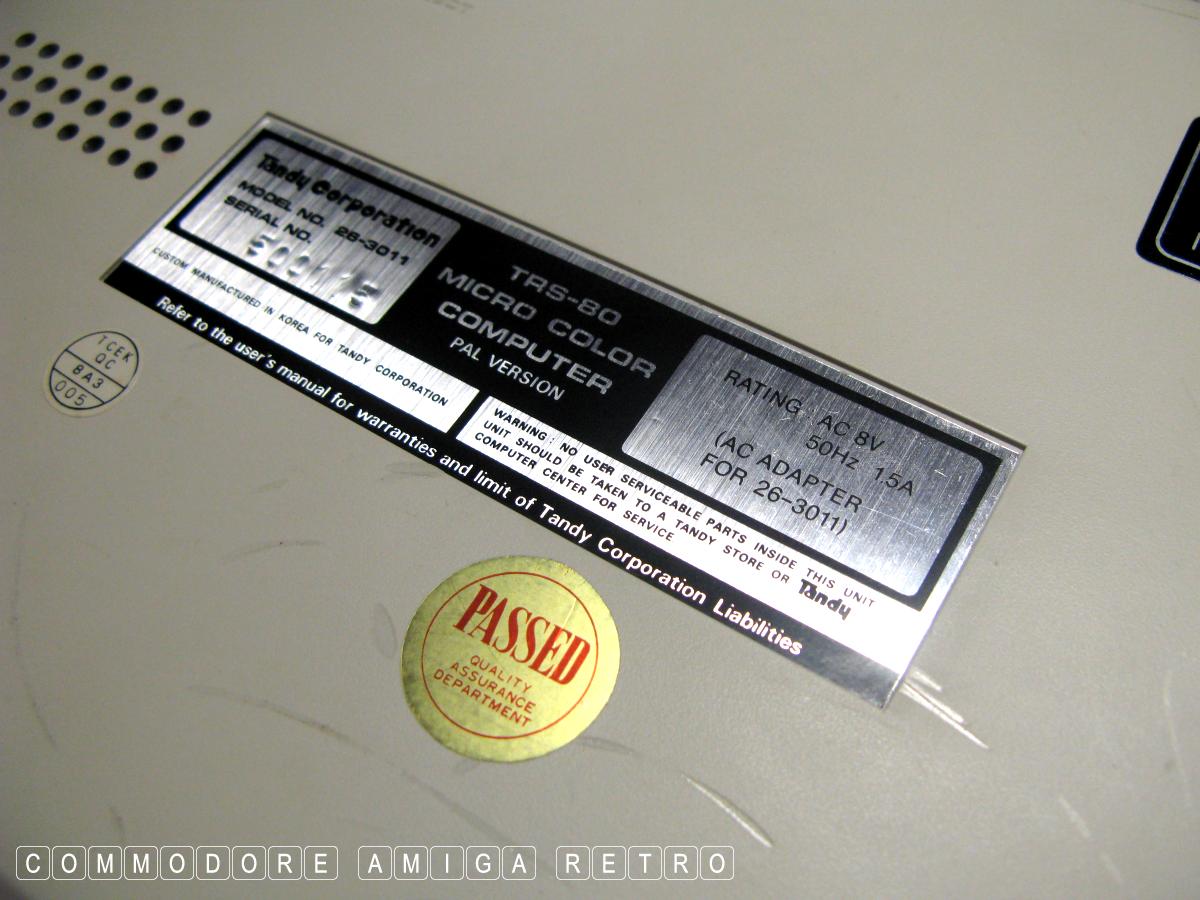 Tandy Corporation
MODEL NO. 26-3011
SERIAL NO.
CUSTOM MANUFACTURED IN KOREA FOR TANDY CORPORATION
TRS-80
MICRO COLOR
COMPUTER
PAL VERSION
RATING : AC 8V
50Hz 1.5A
(AC ADAPTER
FOR 26-3011)
WARNING : NO USER SERVICEABLE PARTS INSIDE THIS UNIT
UNIT SHOULD BE TAKEN TO A TANDY STORE OR Tandy
COMPUTER CENTER FOR SERVICE
Refer to the user's manual for warranties and limit of Tandy Corporation Liabilities
TCEK
QC
8A3
005
PASSED
QUALITY
ASSURANCE
DEPARTMENT
COMMODORE AMIGA RETRO